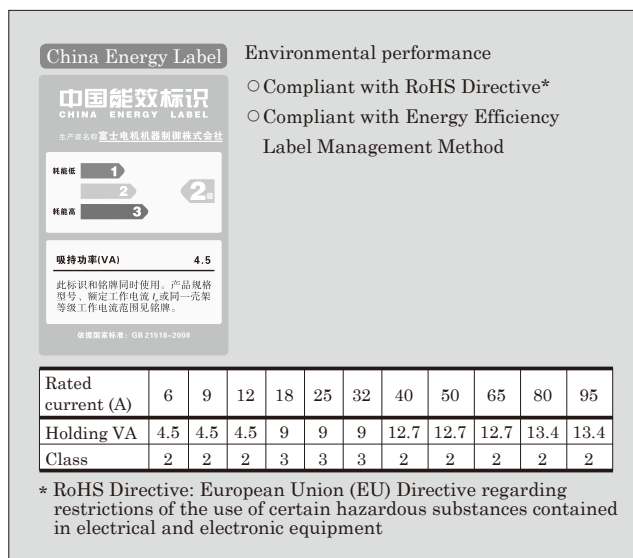 China Energy Label
中国能效标识
CHINA ENERGY LABEL
生产者名称 富士电机机器制御株式会社
耗能低 1
2
2级
耗能高 3
吸持功率(VA) 4.5
此标识和铭牌同时使用。产品规格
型号、额定工作电流 Ie 或同一壳架
等级工作电流范围见铭牌。
依据国家标准：GB 21518-2008
Environmental performance
○Compliant with RoHS Directive*
○Compliant with Energy Efficiency
Label Management Method
Rated current (A) 6 9 12 18 25 32 40 50 65 80 95
Holding VA 4.5 4.5 4.5 9 9 9 12.7 12.7 12.7 13.4 13.4
Class 2 2 2 3 3 3 2 2 2 2 2
* RoHS Directive: European Union (EU) Directive regarding
restrictions of the use of certain hazardous substances contained
in electrical and electronic equipment